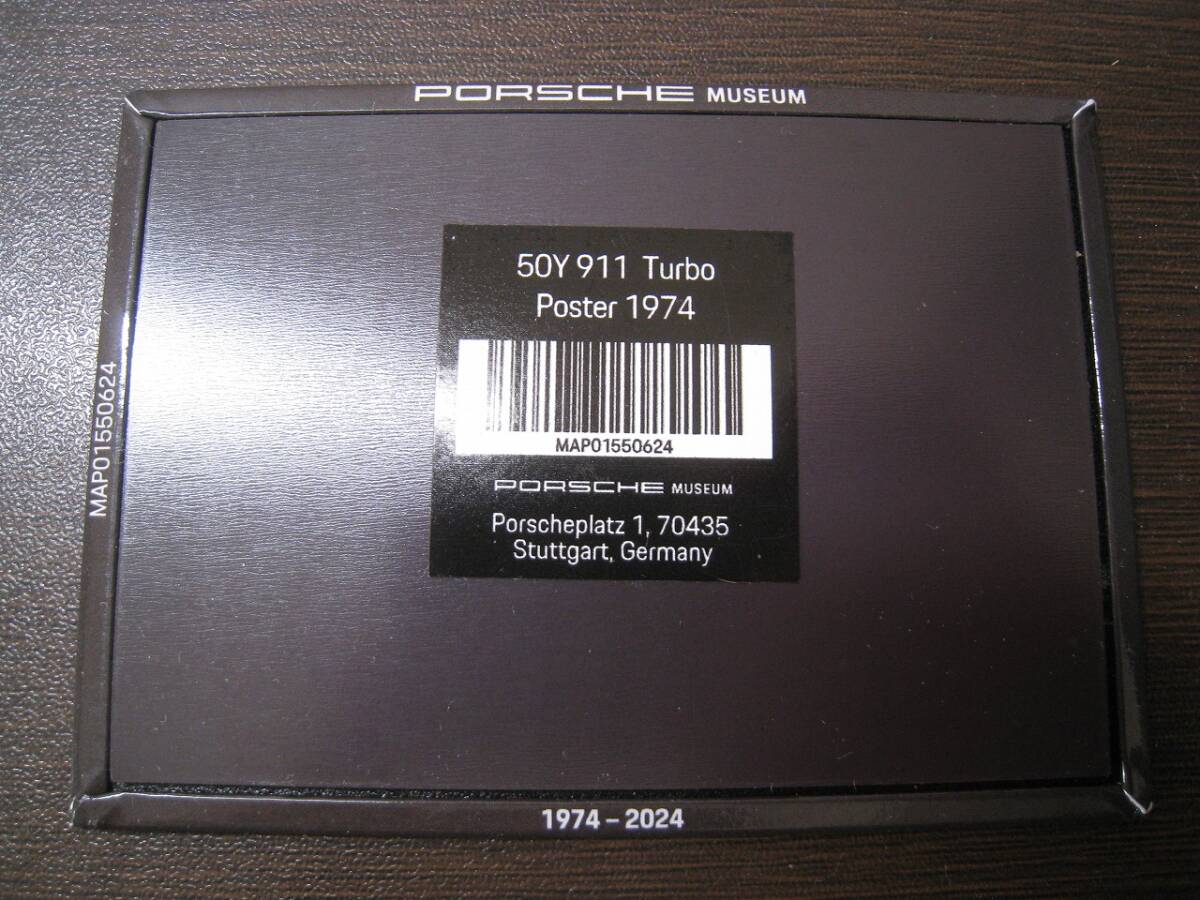 PORSCHE MUSEUM
MAP01550624
50Y 911 Turbo
Poster 1974
MAP01550624
PORSCHE MUSEUM
Porscheplatz 1, 70435
Stuttgart, Germany
1974 – 2024